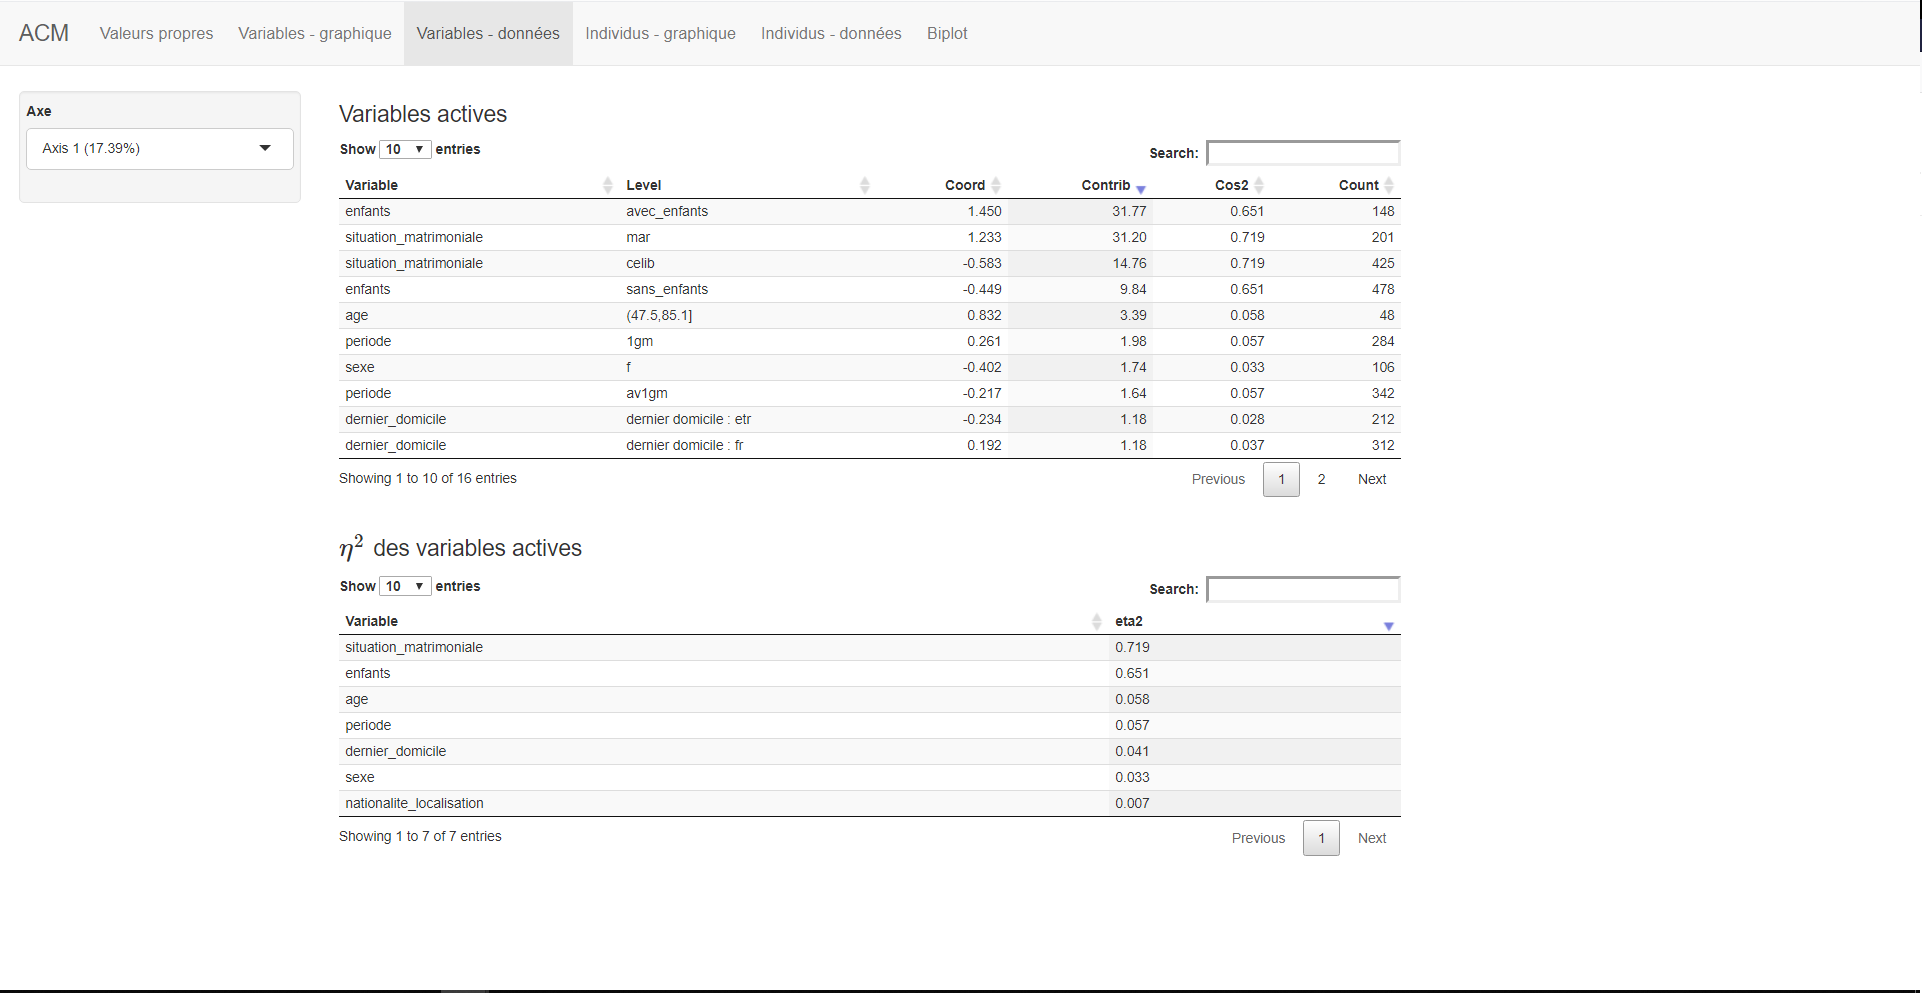 ACM Valeurs propres Variables - graphique Variables - données Individus - graphique Individus - données Biplot
Axe
Axis 1 (17.39%)
Variables actives
Show 10 entries
Search:
Variable Level Coord Contrib Cos2 Count
enfants avec_enfants 1.450 31.77 0.651 148
situation_matrimoniale mar 1.233 31.20 0.719 201
situation_matrimoniale celib -0.583 14.76 0.719 425
enfants sans_enfants -0.449 9.84 0.651 478
age (47.5,85.1] 0.832 3.39 0.058 48
periode 1gm 0.261 1.98 0.057 284
sexe f -0.402 1.74 0.033 106
periode av1gm -0.217 1.64 0.057 342
dernier_domicile dernier domicile : etr -0.234 1.18 0.028 212
dernier_domicile dernier domicile : fr 0.192 1.18 0.037 312
Showing 1 to 10 of 16 entries Previous 1 2 Next
η² des variables actives
Show 10 entries
Search:
Variable eta2
situation_matrimoniale 0.719
enfants 0.651
age 0.058
periode 0.057
dernier_domicile 0.041
sexe 0.033
nationalite_localisation 0.007
Showing 1 to 7 of 7 entries Previous 1 Next